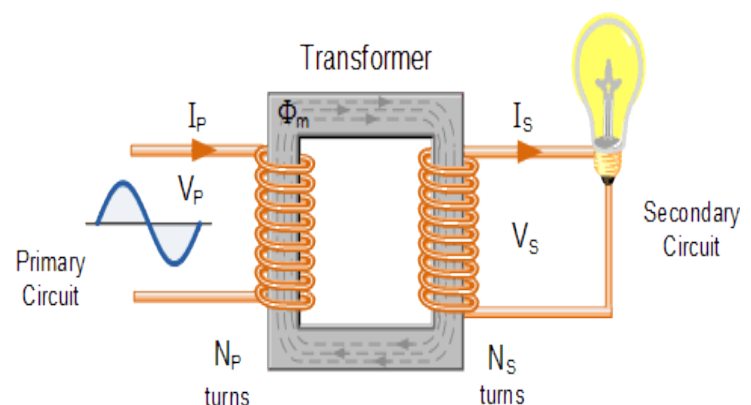 Transformer
Φm
IP
IS
VP
VS
Secondary
Circuit
Primary
Circuit
NP
turns
NS
turns